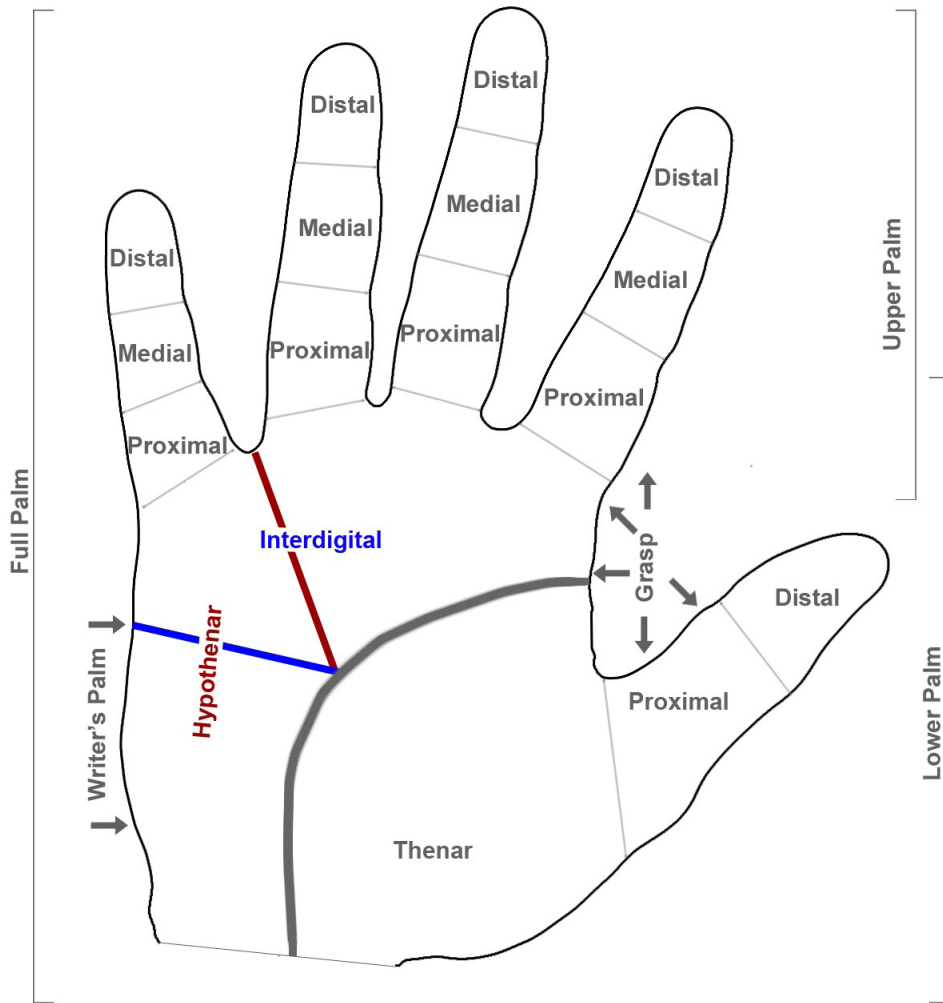 Distal
Distal
Distal
Distal
Distal
Medial
Medial
Medial
Medial
Proximal
Proximal
Proximal
Proximal
Proximal
Interdigital
Hypothenar
Thenar
Grasp
Writer's Palm
Full Palm
Upper Palm
Lower Palm